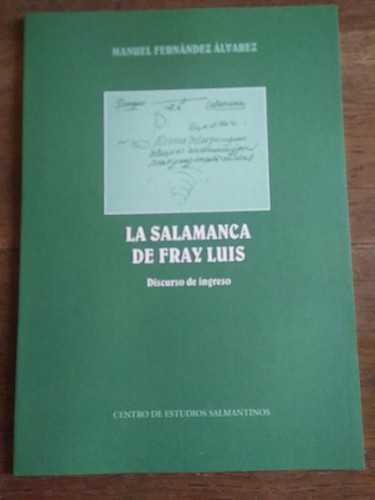 MANUEL FERNÁNDEZ ÁLVAREZ
LA SALAMANCA
DE FRAY LUIS
Discurso de ingreso
CENTRO DE ESTUDIOS SALMANTINOS